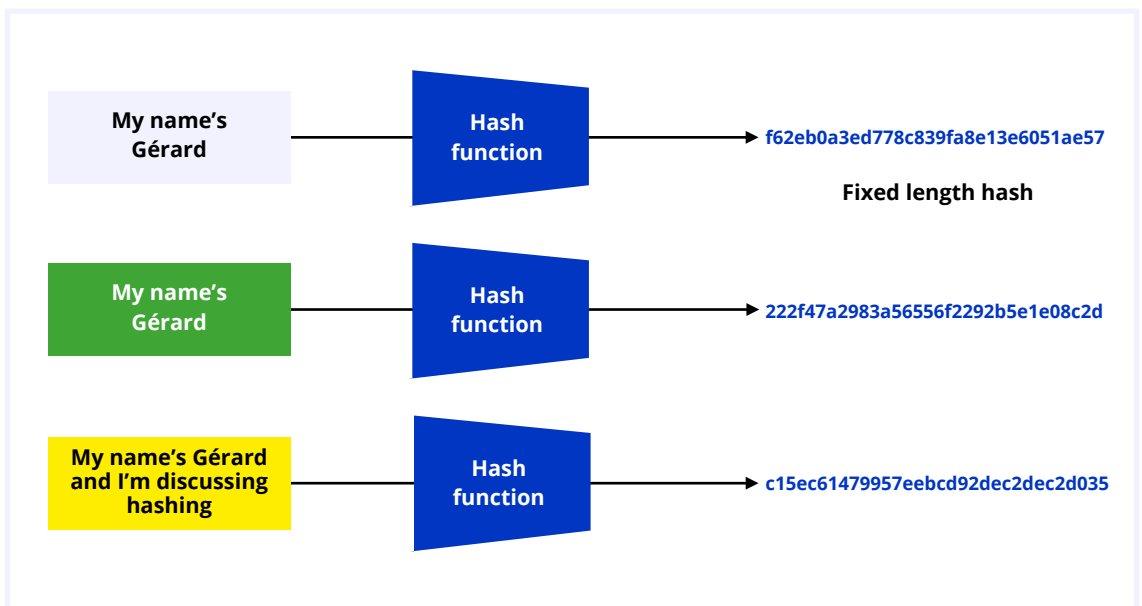 My name’s
Gérard
Hash
function
f62eb0a3ed778c839fa8e13e6051ae57
Fixed length hash
My name’s
Gérard
Hash
function
222f47a2983a56556f2292b5e1e08c2d
My name’s Gérard
and I’m discussing
hashing
Hash
function
c15ec61479957eebcd92dec2dec2d035